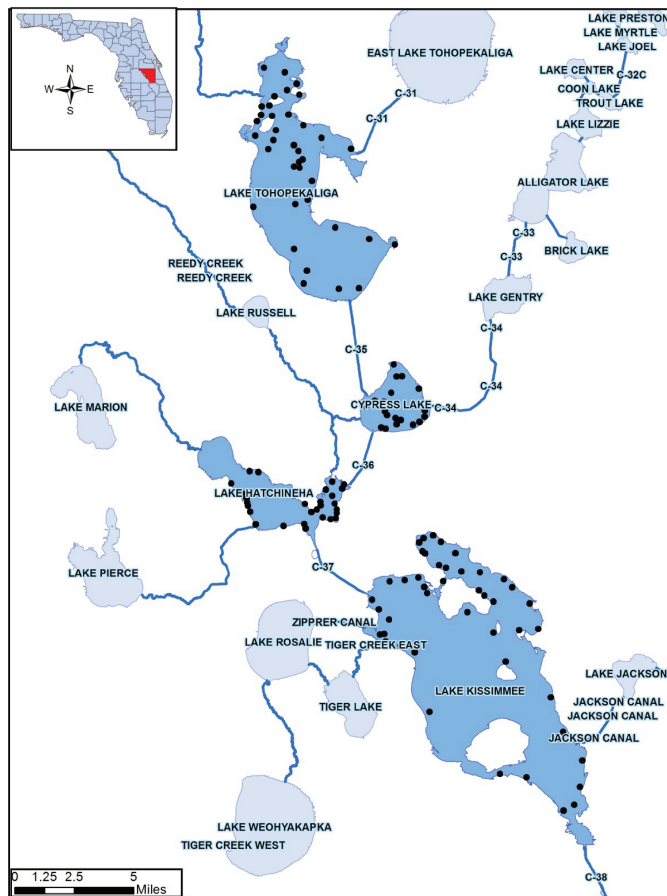 N
W E
S
LAKE PRESTON
LAKE MYRTLE
LAKE JOEL
EAST LAKE TOHOPEKALIGA
LAKE CENTER
C-32C
COON LAKE
TROUT LAKE
C-31
C-31
LAKE LIZZIE
LAKE TOHOPEKALIGA
ALLIGATOR LAKE
C-33
C-33
BRICK LAKE
REEDY CREEK
REEDY CREEK
LAKE GENTRY
LAKE RUSSELL
C-34
C-35
C-34
LAKE MARION
CYPRESS LAKE
C-34
C-36
LAKE HATCHINEHA
LAKE PIERCE
C-37
ZIPPRER CANAL
LAKE ROSALIE
TIGER CREEK EAST
LAKE JACKSON
LAKE KISSIMMEE
TIGER LAKE
JACKSON CANAL
JACKSON CANAL
JACKSON CANAL
LAKE WEOHYAKAPKA
TIGER CREEK WEST
C-38
0 1.25 2.5 5
Miles